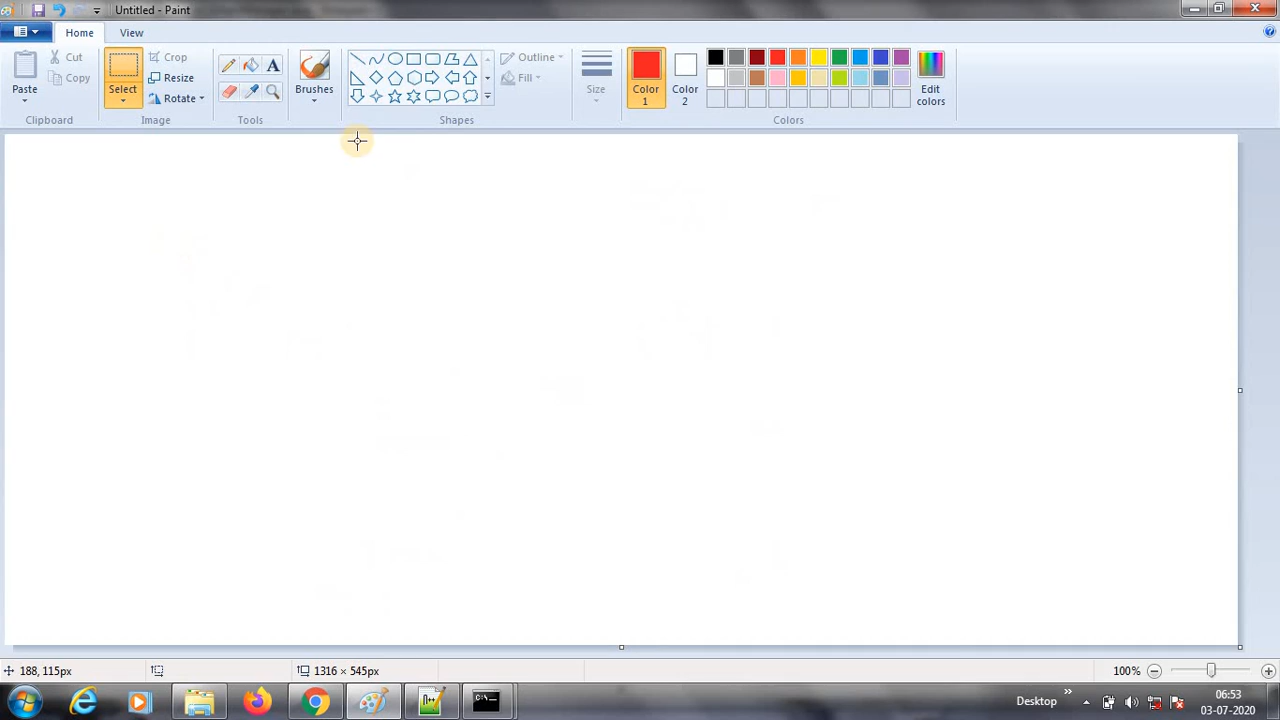 Untitled - Paint
Home View
Paste
Cut
Copy
Clipboard
Select
Crop
Resize
Rotate
Image
A
Tools
Brushes
Shapes
Outline
Fill
Size
Color 1
Color 2
Edit colors
Colors
188, 115px
1316 × 545px
100%
Desktop
06:53
03-07-2020